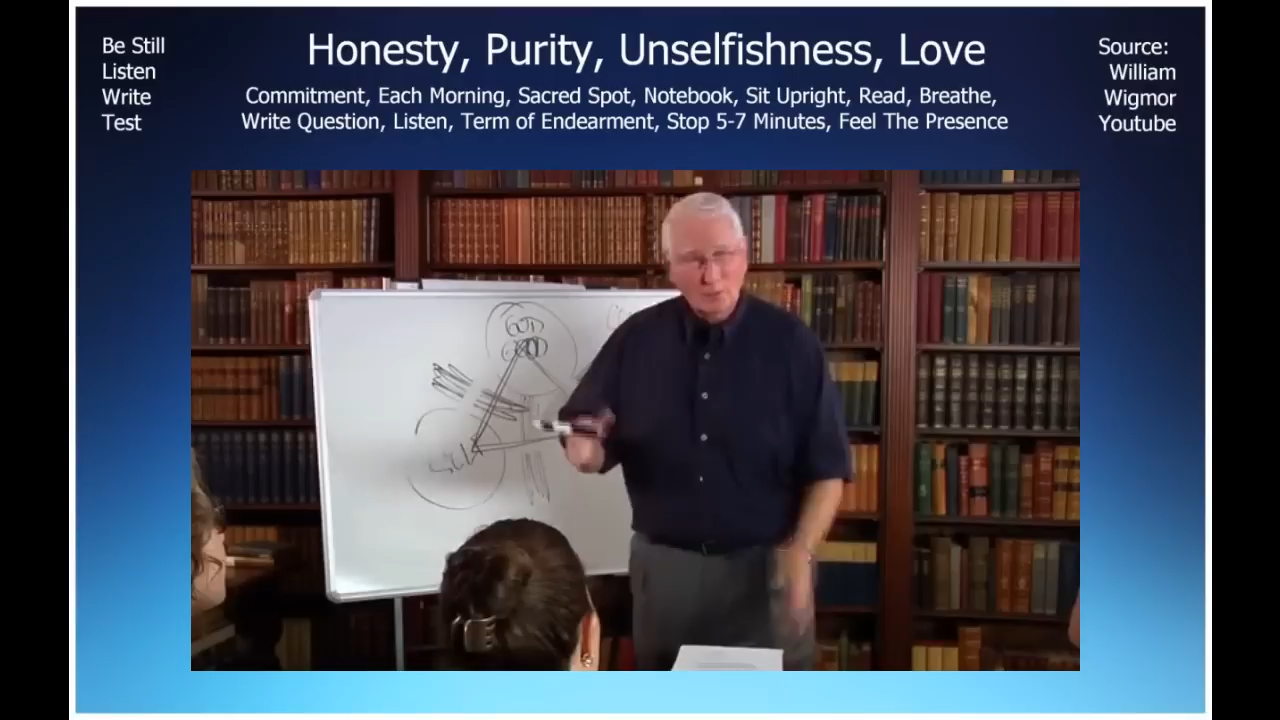 Be Still
Listen
Write
Test
Honesty, Purity, Unselfishness, Love
Commitment, Each Morning, Sacred Spot, Notebook, Sit Upright, Read, Breathe,
Write Question, Listen, Term of Endearment, Stop 5-7 Minutes, Feel The Presence
Source:
William
Wigmor
Youtube
GOD